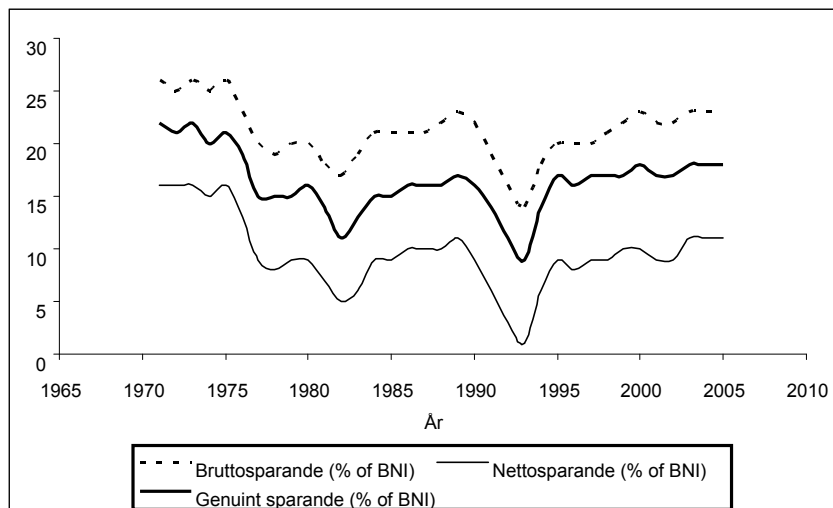 30
25
20
15
10
5
0
1965 1970 1975 1980 1985 1990 1995 2000 2005 2010
År
Bruttosparande (% of BNI) Nettosparande (% of BNI)
Genuint sparande (% of BNI)